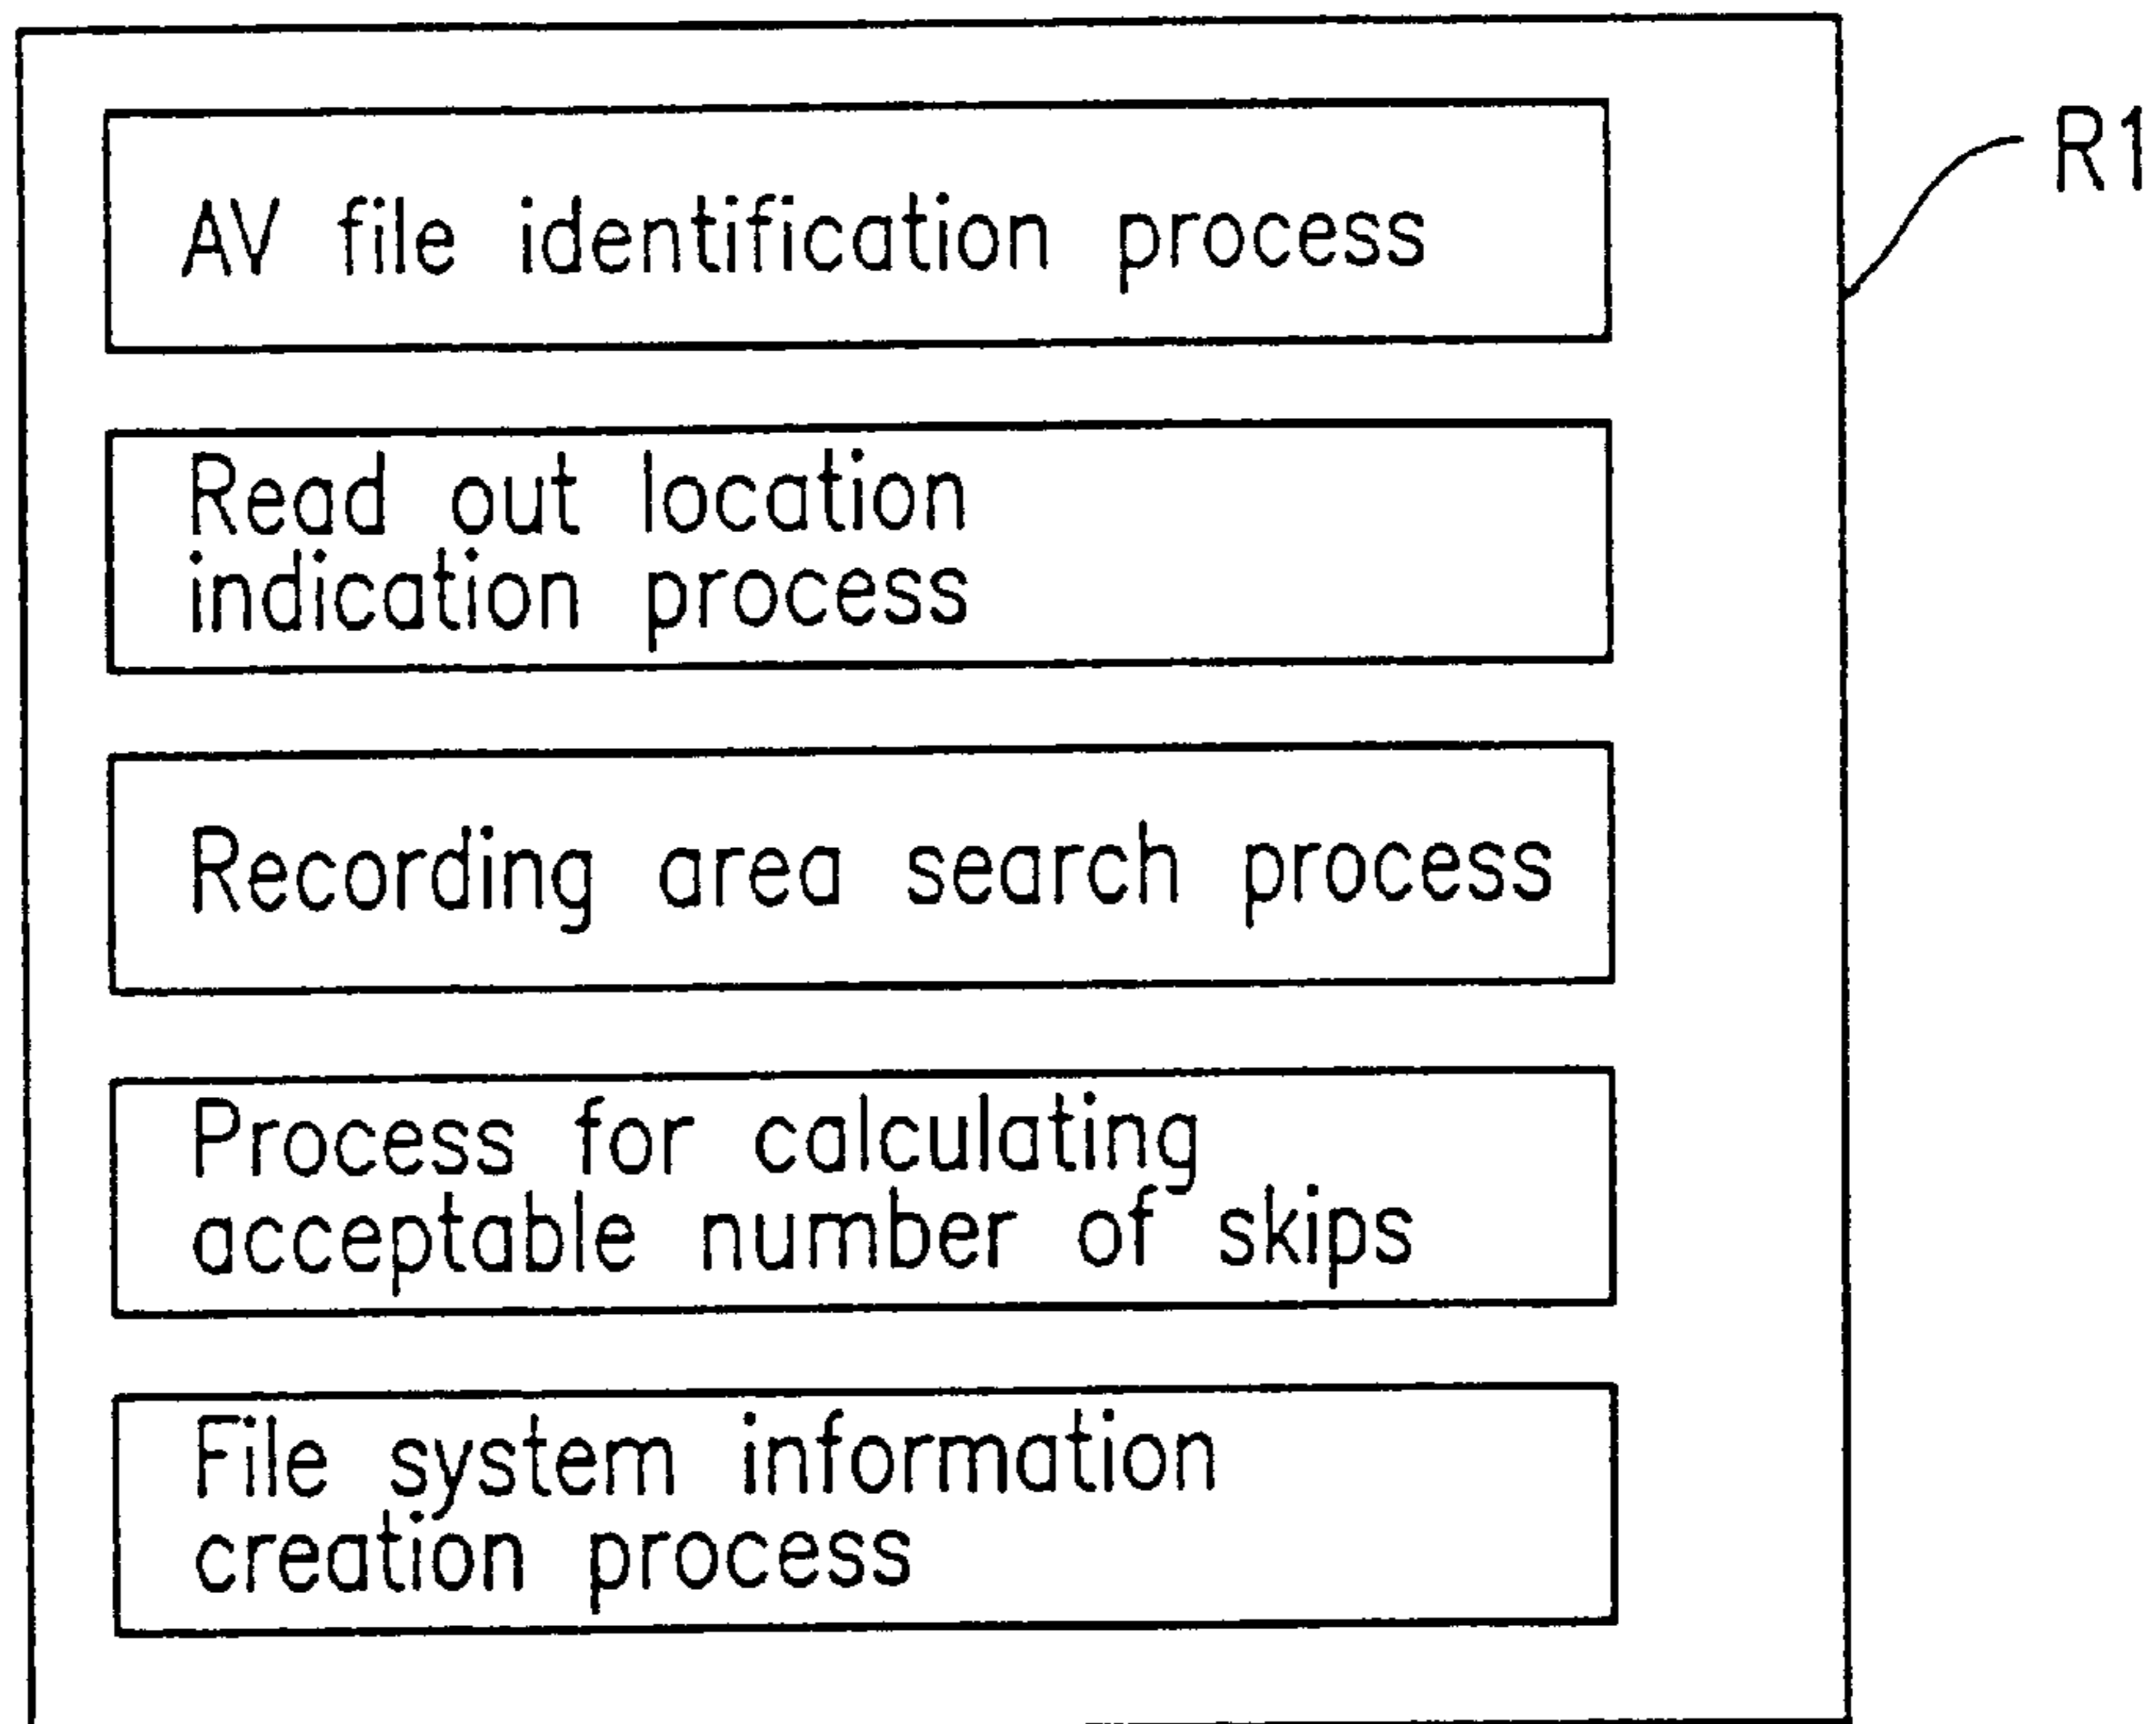 R1
AV file identification process
Read out location
indication process
Recording area search process
Process for calculating
acceptable number of skips
File system information
creation process